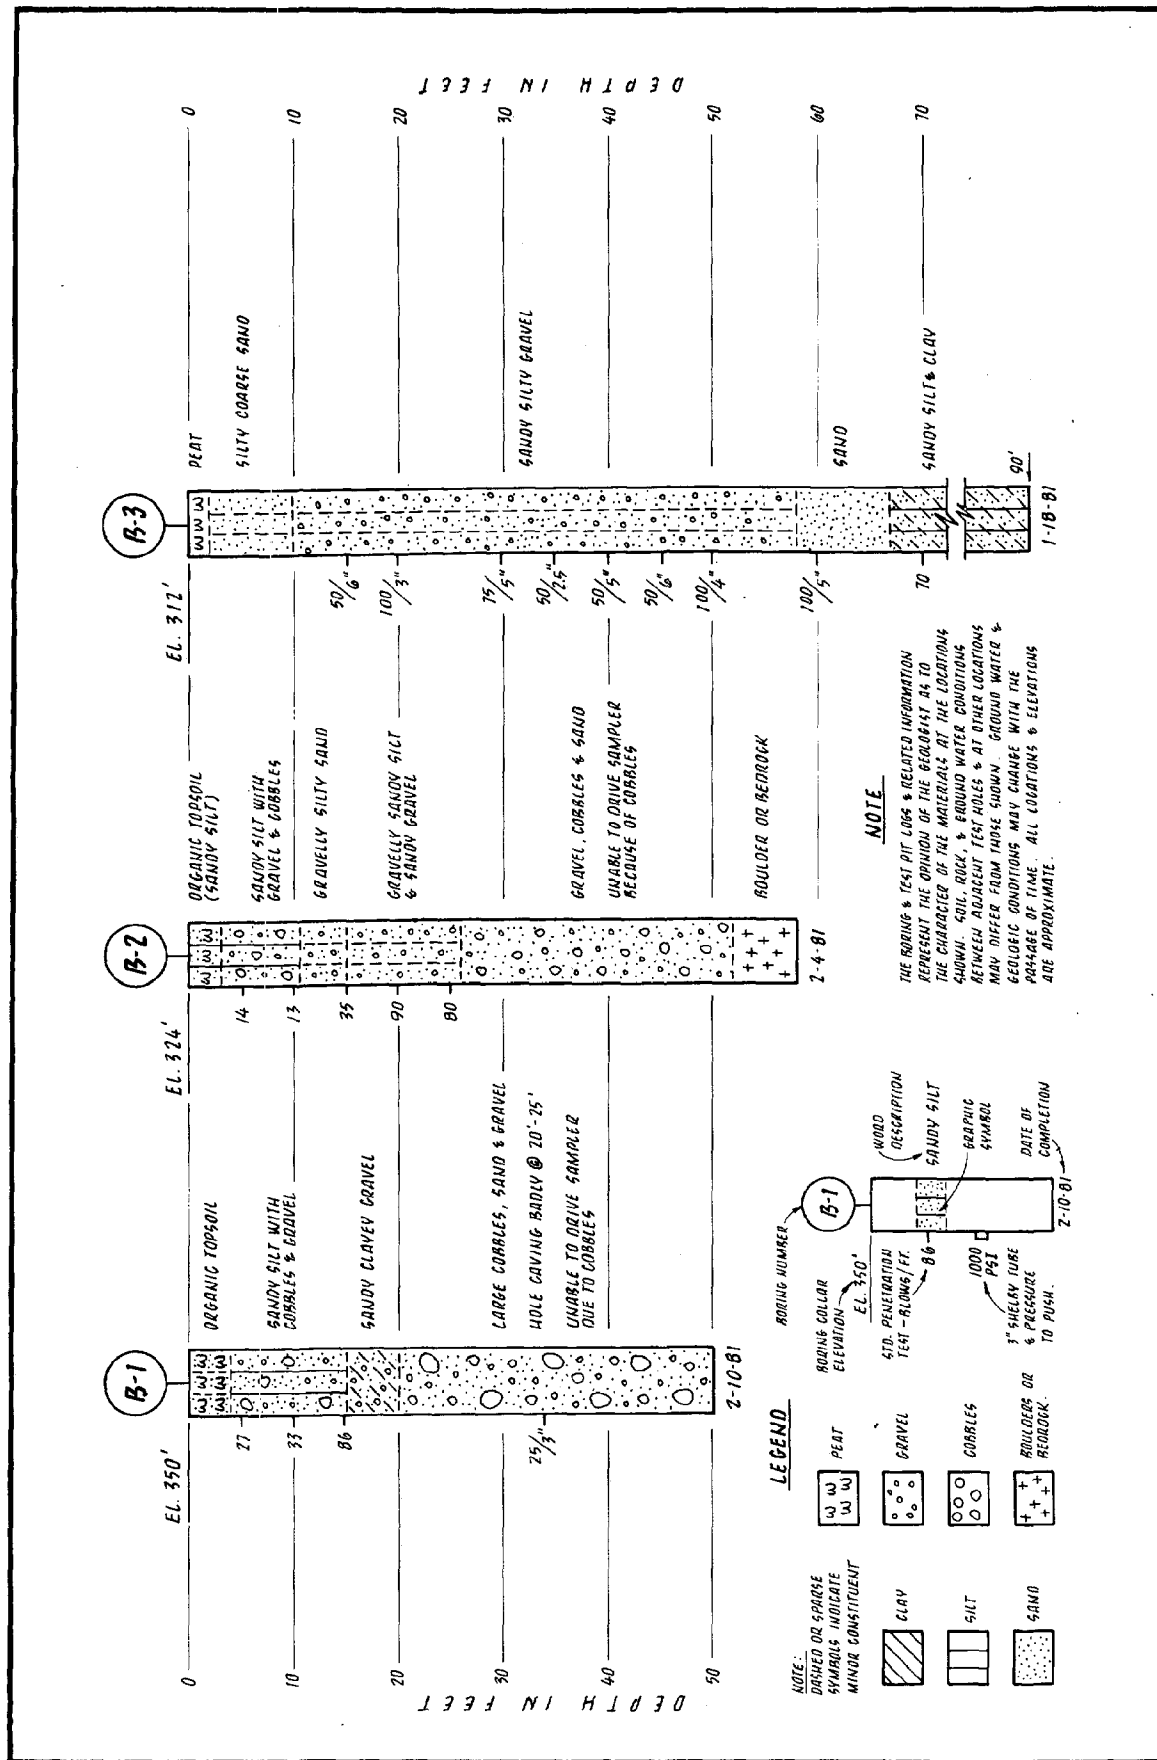 B-1
EL. 350'
ORGANIC TOPSOIL
SANDY SILT WITH
COBBLES & GRAVEL
SANDY CLAYEY GRAVEL
LARGE COBBLES, SAND & GRAVEL
HOLE CAVING BADLY @ 20'-25'
UNABLE TO DRIVE SAMPLER
DUE TO COBBLES
27
33
86
25/3"
2-10-81
B-2
EL. 324'
ORGANIC TOPSOIL
(SANDY SILT)
SANDY SILT WITH
GRAVEL & COBBLES
GRAVELLY SILTY SAND
GRAVELLY SANDY SILT
& SANDY GRAVEL
GRAVEL, COBBLES & SAND
UNABLE TO DRIVE SAMPLER
BECAUSE OF COBBLES
BOULDER OR BEDROCK
14
13
35
90
80
2-4-81
B-3
EL. 312'
PEAT
SILTY COARSE SAND
SANDY SILTY GRAVEL
SAND
SANDY SILT & CLAY
50/6"
100/3"
75/5"
50/2.5"
50/5"
50/6"
100/4"
100/5"
70
90'
1-18-81
DEPTH IN FEET
0
10
20
30
40
50
DEPTH IN FEET
0
10
20
30
40
50
60
70
NOTE:
DASHED OR SPARSE
SYMBOLS INDICATE
MINOR CONSTITUENT
CLAY
SILT
SAND
LEGEND
PEAT
GRAVEL
COBBLES
BOULDERS OR
BEDROCK.
BORING NUMBER
B-1
BORING COLLAR
ELEVATION
EL. 350'
STD. PENETRATION
TEST-BLOWS/FT.
86
1000
PSI
3" SHELBY TUBE
& PRESSURE
TO PUSH.
WORD
DESCRIPTION
SANDY SILT
GRAPHIC
SYMBOL
DATE OF
COMPLETION
2-10-81
NOTE
THE BORING & TEST PIT LOGS & RELATED INFORMATION
REPRESENT THE OPINION OF THE GEOLOGIST AS TO
THE CHARACTER OF THE MATERIALS AT THE LOCATIONS
SHOWN. SOIL, ROCK, & GROUND WATER CONDITIONS
BETWEEN ADJACENT TEST HOLES & AT OTHER LOCATIONS
MAY DIFFER FROM THOSE SHOWN. GROUND WATER &
GEOLOGIC CONDITIONS MAY CHANGE WITH THE
PASSAGE OF TIME. ALL LOCATIONS & ELEVATIONS
ARE APPROXIMATE.